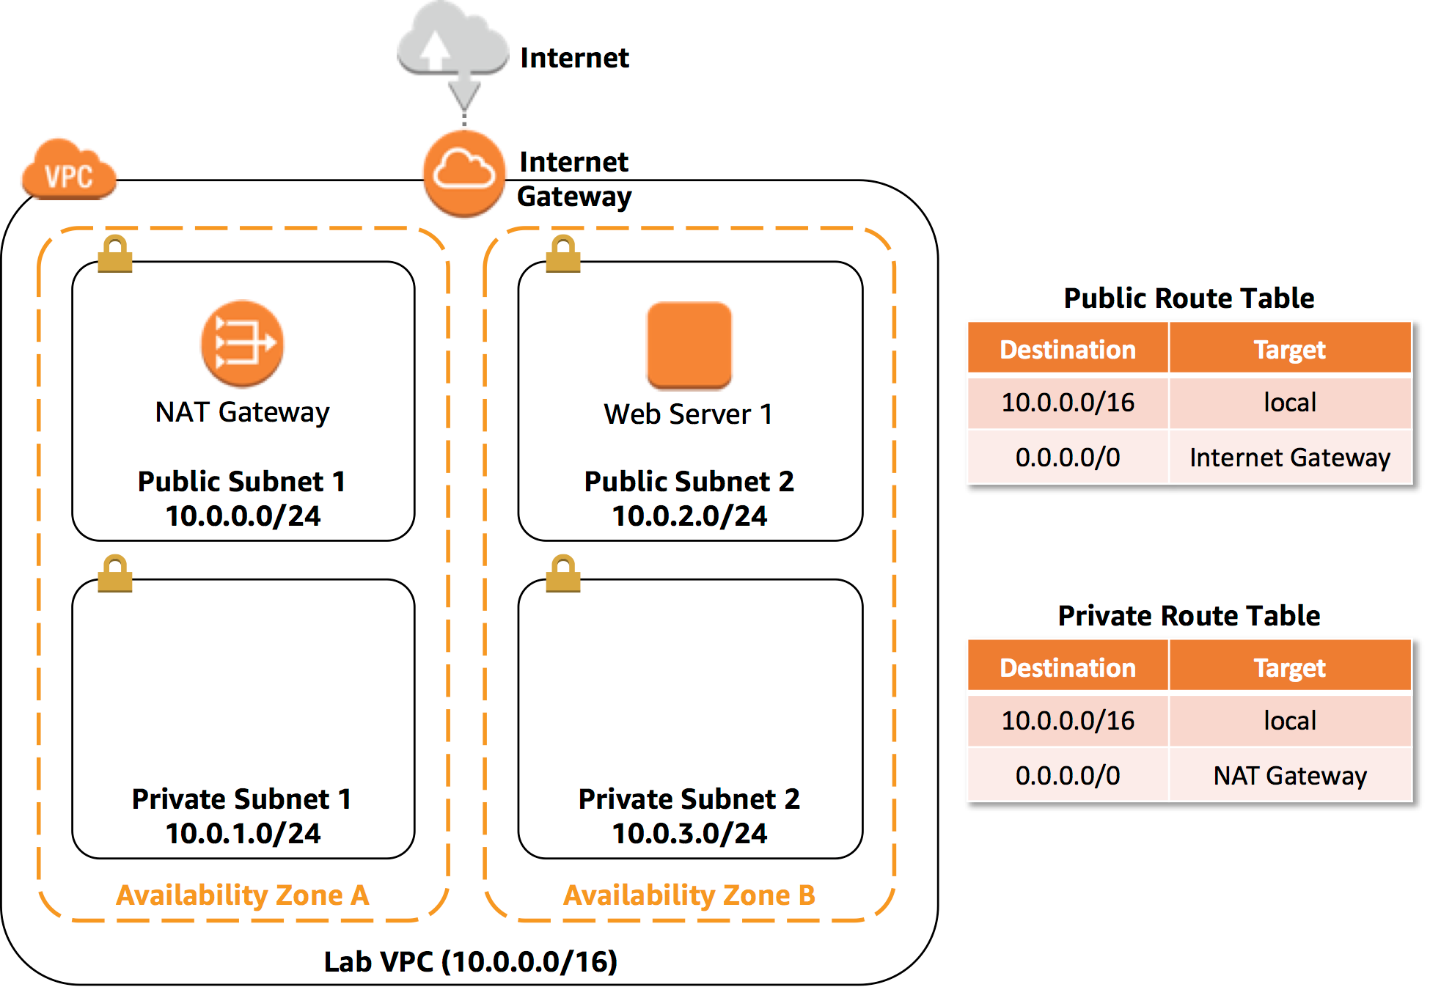 Internet
VPC
Internet
Gateway
NAT Gateway
Public Subnet 1
10.0.0.0/24
Web Server 1
Public Subnet 2
10.0.2.0/24
Private Subnet 1
10.0.1.0/24
Private Subnet 2
10.0.3.0/24
Availability Zone A
Availability Zone B
Lab VPC (10.0.0.0/16)
Public Route Table
Destination Target
10.0.0.0/16 local
0.0.0.0/0 Internet Gateway
Private Route Table
Destination Target
10.0.0.0/16 local
0.0.0.0/0 NAT Gateway